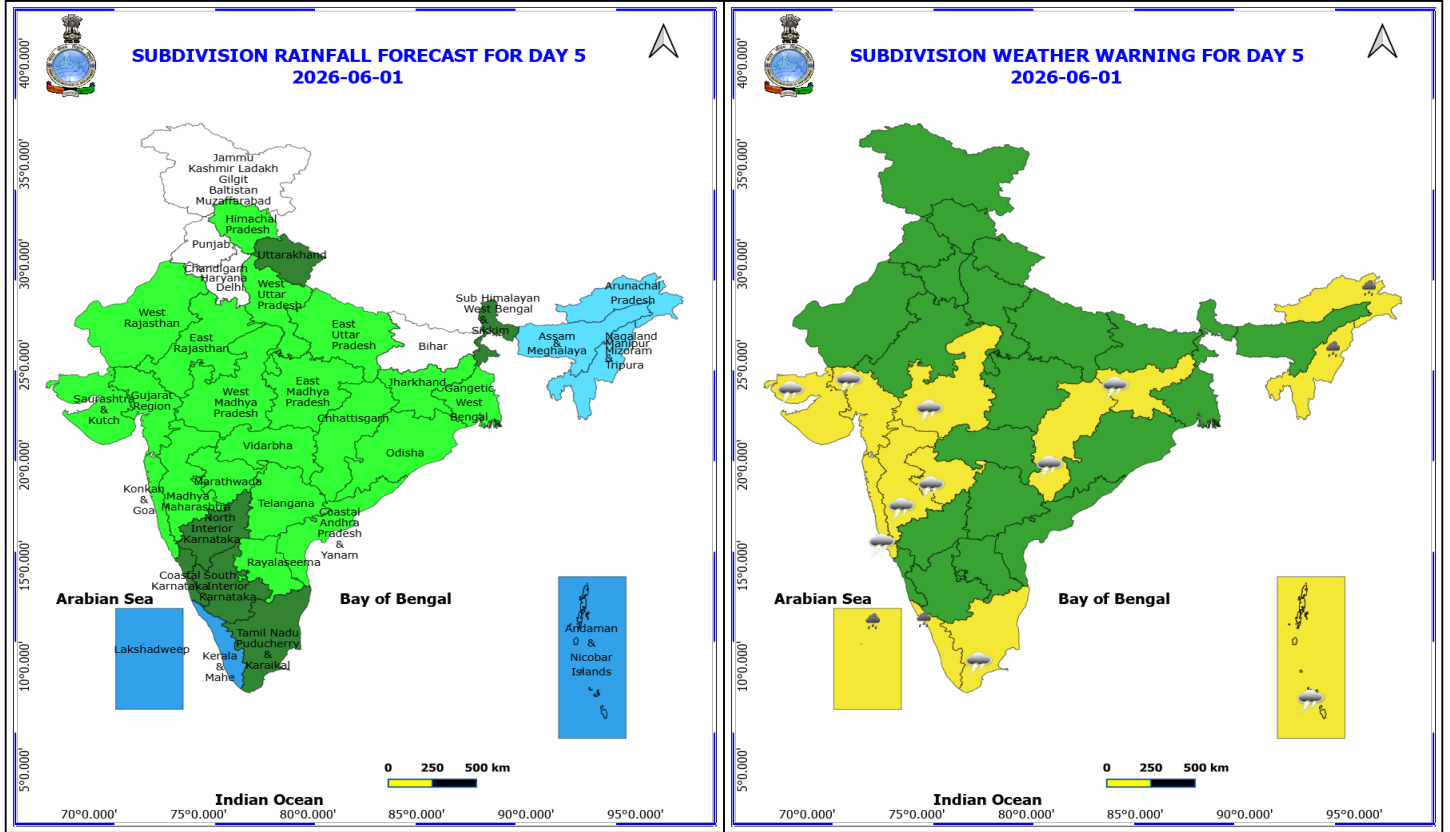 SUBDIVISION RAINFALL FORECAST FOR DAY 5
2026-06-01
40°0.000'
35°0.000'
30°0.000'
25°0.000'
20°0.000'
15°0.000'
10°0.000'
5°0.000'
Jammu
Kashmir Ladakh
Gilgit
Baltistan
Muzaffarabad
Himachal
Pradesh
Punjab
Uttarakhand
Chandigarh
Haryana
Delhi
West
Uttar
Pradesh
West
Rajasthan
East
Rajasthan
East
Uttar
Pradesh
Bihar
Sub Himalayan
West Bengal
&
Sikkim
Arunachal
Pradesh
Assam
&
Meghalaya
Nagaland
Manipur
Mizoram
&
Tripura
Saurashtra
&
Kutch
Gujarat
Region
West
Madhya
Pradesh
East
Madhya
Pradesh
Jharkhand
Gangetic
West
Bengal
Chhattisgarh
Vidarbha
Odisha
Konkan
&
Goa
Madhya
Maharashtra
Marathwada
Telangana
North
Interior
Karnataka
Coastal
Andhra
Pradesh
&
Yanam
Rayalaseema
Coastal
Karnataka
South
Interior
Karnataka
Tamil Nadu
Puducherry
&
Karaikal
Kerala
&
Mahe
Lakshadweep
Andaman
&
Nicobar
Islands
Arabian Sea
Bay of Bengal
0 250 500 km
Indian Ocean
70°0.000' 75°0.000' 80°0.000' 85°0.000' 90°0.000' 95°0.000'
SUBDIVISION WEATHER WARNING FOR DAY 5
2026-06-01
40°0.000'
35°0.000'
30°0.000'
25°0.000'
20°0.000'
15°0.000'
10°0.000'
5°0.000'
Arabian Sea
Bay of Bengal
0 250 500 km
Indian Ocean
70°0.000' 75°0.000' 80°0.000' 85°0.000' 90°0.000' 95°0.000'